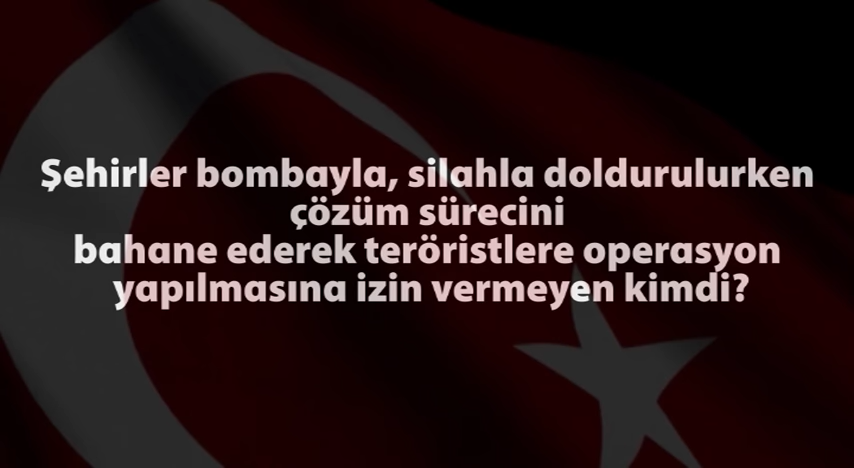 Şehirler bombayla, silahla doldurulurken
çözüm sürecini
bahane ederek teröristlere operasyon
yapılmasına izin vermeyen kimdi?